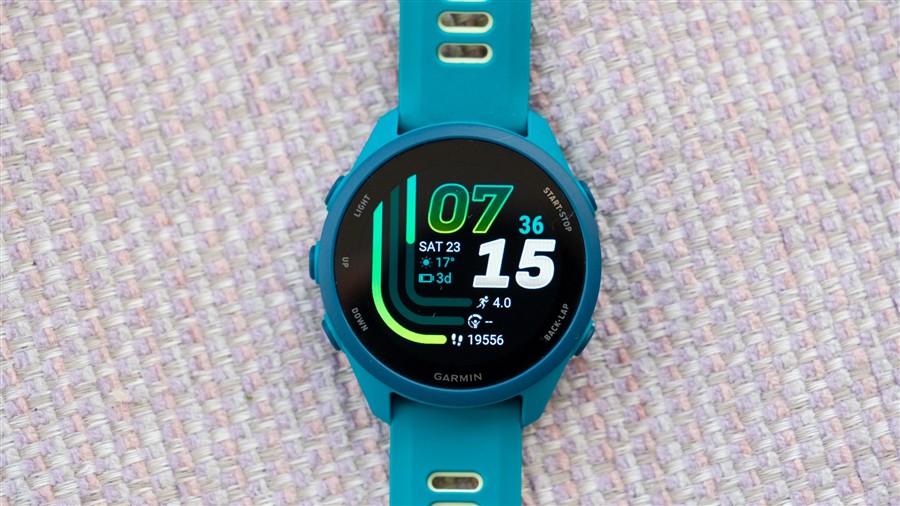 LIGHT
START·STOP
UP
DOWN
BACK·LAP
07
36
15
SAT 23
17°
3d
4.0
--
19556
GARMIN